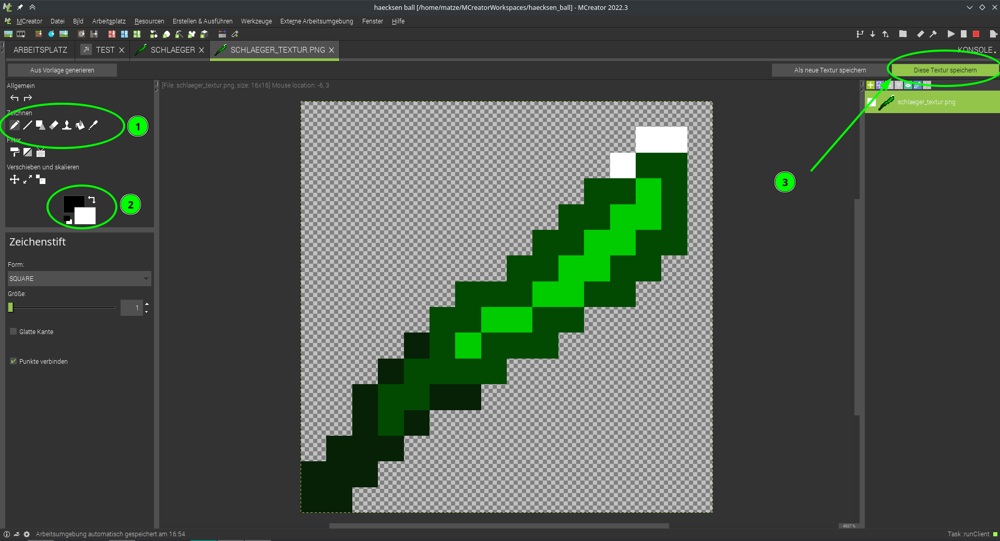 haecksen ball [/home/matze/MCreatorWorkspaces/haecksen_ball] - MCreator 2022.3
MCreator Datei Bild Arbeitsplatz Resourcen Erstellen & Ausführen Werkzeuge Externe Arbeitsumgebung Fenster Hilfe
ARBEITSPLATZ TEST SCHLAEGER SCHLAEGER_TEXTUR.PNG KONSOLE
Aus Vorlage generieren Als neue Textur speichern Diese Textur speichern
Allgemein
[File: schlaeger_textur.png, size: 16x16] Mouse location: -6, 3
schlaeger_textur.png
Zeichnen
1
Filter
Verschieben und skalieren
3
2
Zeichenstift
Form:
SQUARE
Größe:
1
Glatte Kante
Punkte verbinden
4937 %
Arbeitsumgebung automatisch gespeichert am 16:54
Task :runClient